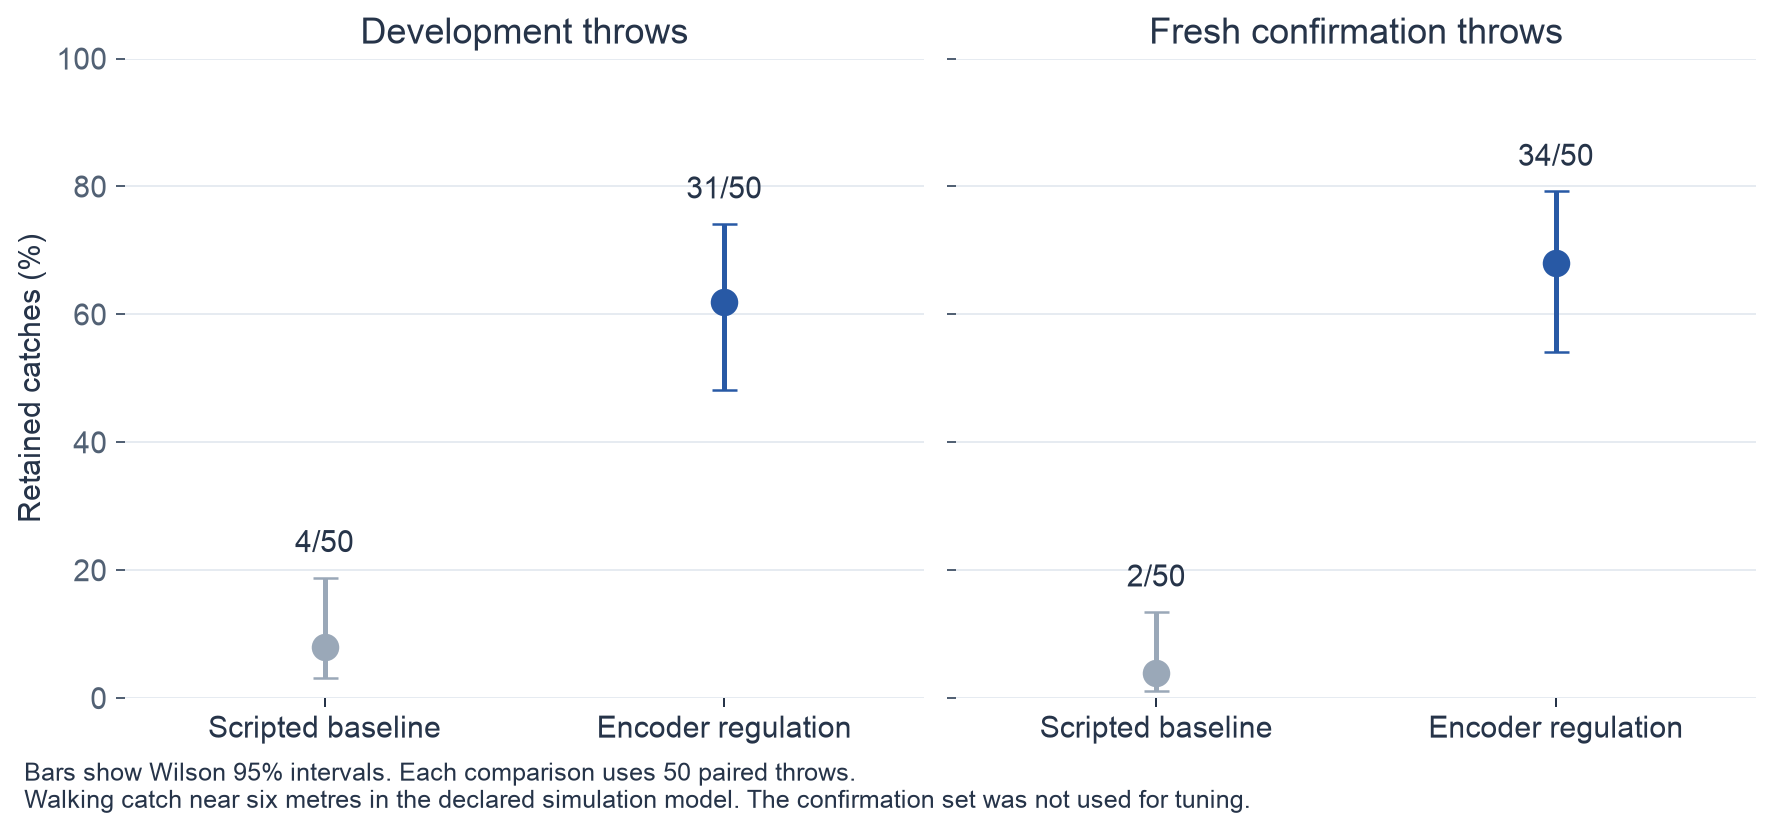 Development throws
Fresh confirmation throws
Retained catches (%)
100
80
60
40
20
0
4/50
31/50
2/50
34/50
Scripted baseline
Encoder regulation
Scripted baseline
Encoder regulation
Bars show Wilson 95% intervals. Each comparison uses 50 paired throws.
Walking catch near six metres in the declared simulation model. The confirmation set was not used for tuning.